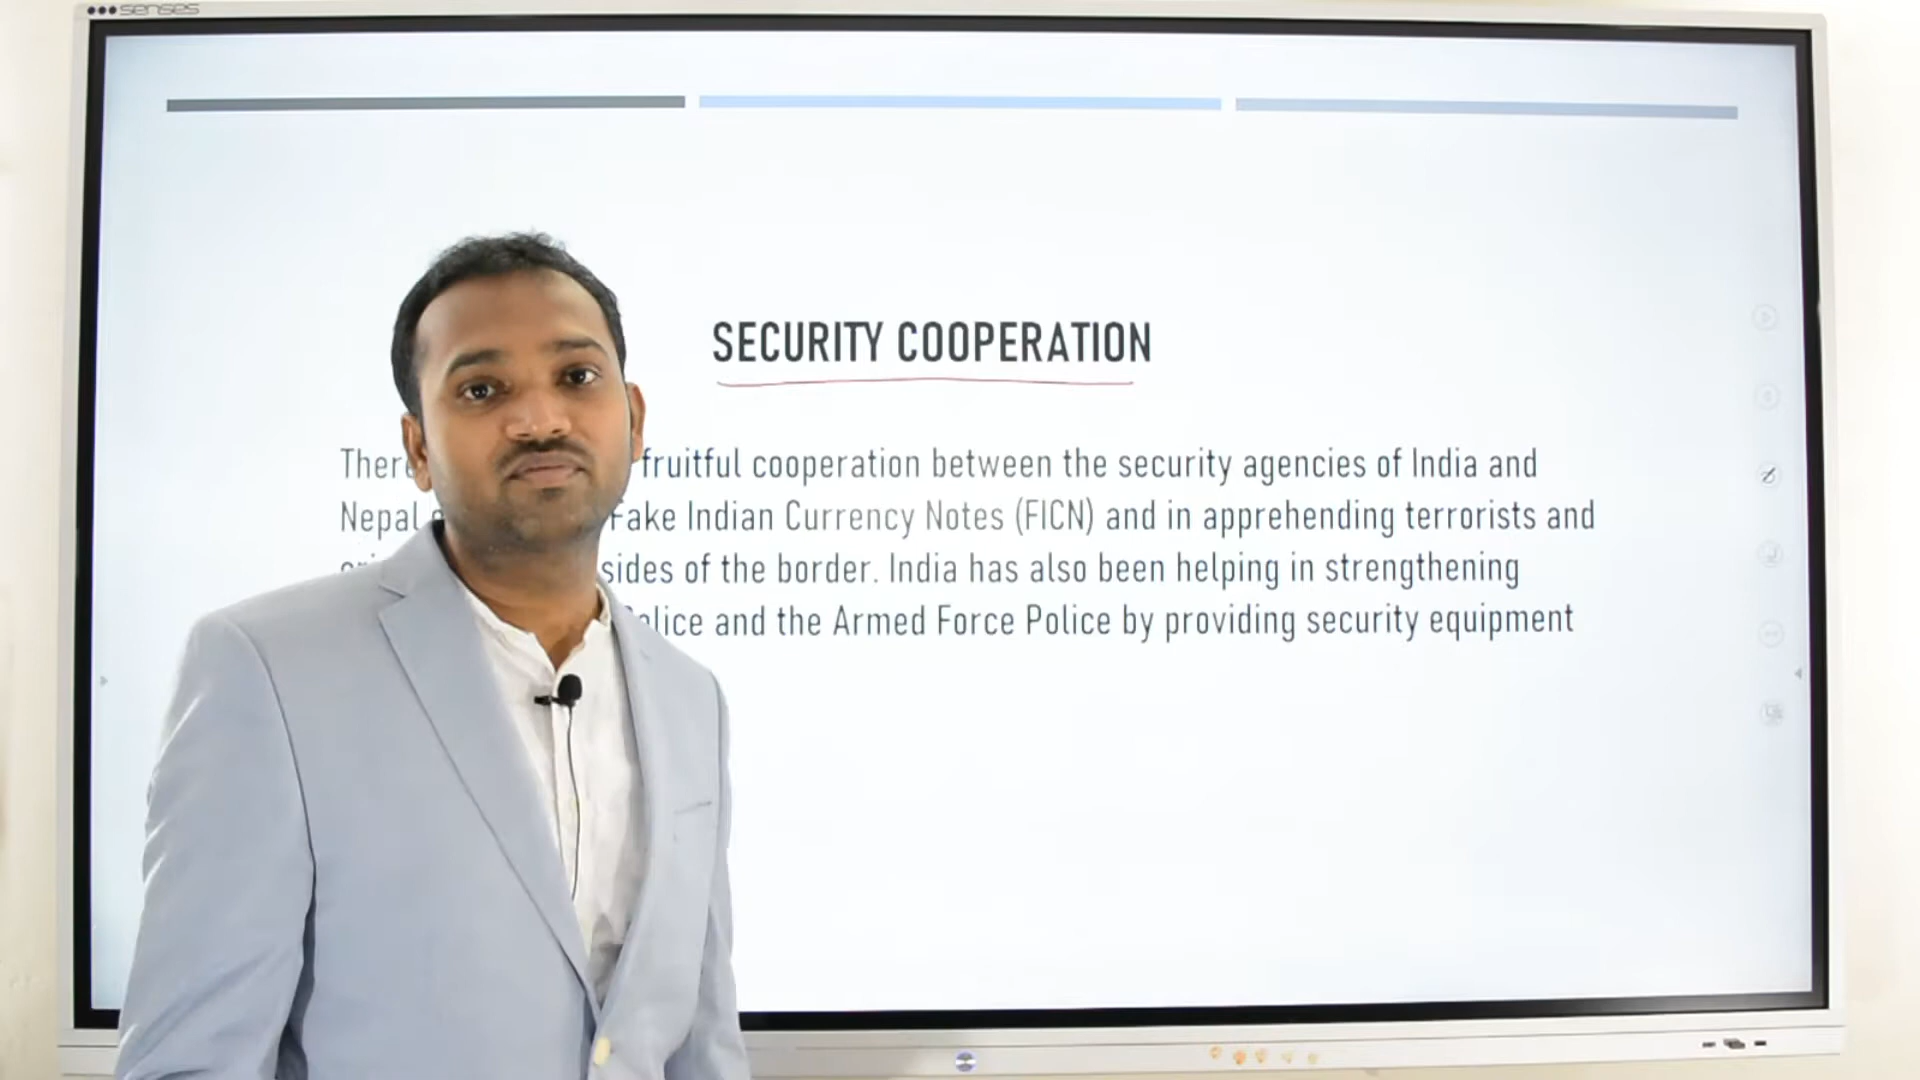 senses
SECURITY COOPERATION
fruitful cooperation between the security agencies of India and
Nepal Fake Indian Currency Notes (FICN) and in apprehending terrorists and
sides of the border. India has also been helping in strengthening
and the Armed Force Police by providing security equipment